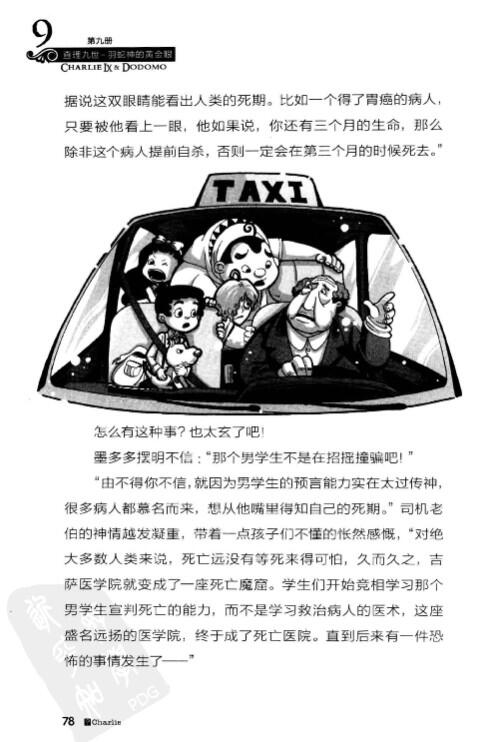 9
第九册
查理九世-羽蛇神的黄金眼
CHARLIE IX & DODOMO
据说这双眼睛能看出人类的死期。比如一个得了胃癌的病人，
只要被他看上一眼，他如果说，你还有三个月的生命，那么
除非这个病人提前自杀，否则一定会在第三个月的时候死去。”
TAXI
怎么有这种事？也太玄了吧！
墨多多摆明不信：“那个男学生不是在招摇撞骗吧！”
“由不得你不信，就因为男学生的预言能力实在太过传神，
很多病人都慕名而来，想从他嘴里得知自己的死期。”司机老
伯的神情越发凝重，带着一点孩子们不懂的怅然感慨，“对绝
大多数人类来说，死亡远没有等死来得可怕，久而久之，吉
萨医学院就变成了一座死亡魔窟。学生们开始竞相学习那个
男学生宣判死亡的能力，而不是学习救治病人的医术，这座
盛名远扬的医学院，终于成了死亡医院。直到后来有一件恐
怖的事情发生了——”
PDG
78 Charlie